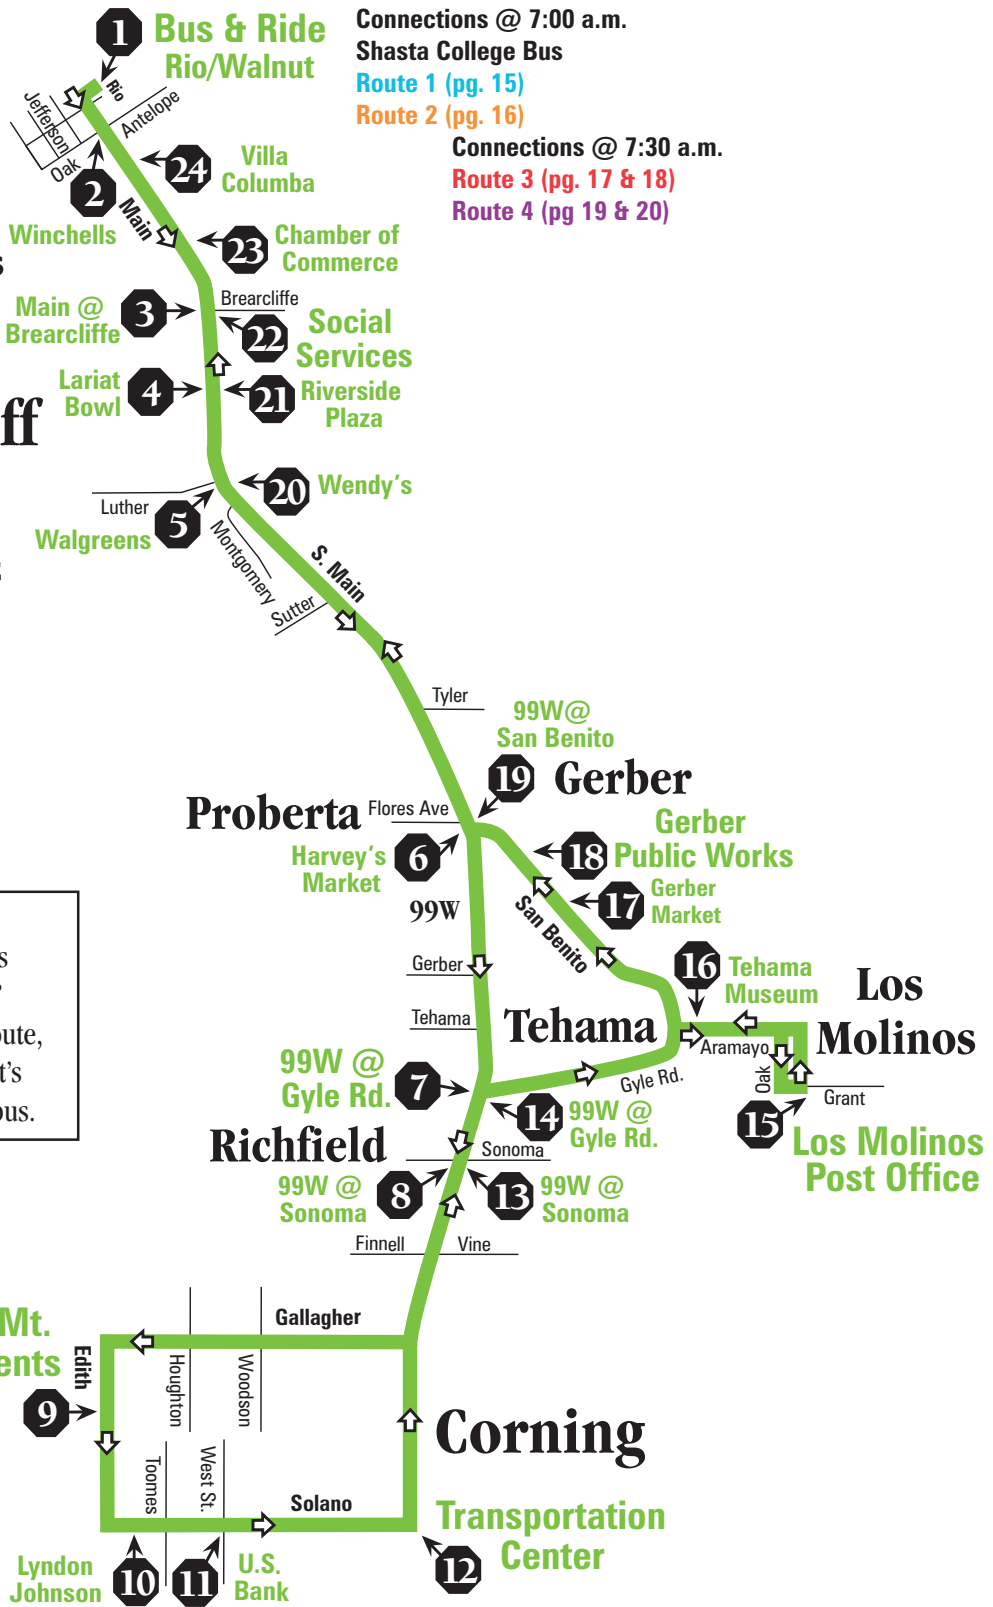 1
Bus & Ride
Rio/Walnut
Connections @ 7:00 a.m.
Shasta College Bus
Route 1 (pg. 15)
Route 2 (pg. 16)
Connections @ 7:30 a.m.
Route 3 (pg. 17 & 18)
Route 4 (pg 19 & 20)
Rio
Jefferson
Antelope
Oak
2
Winchells
Main
24
Villa
Columba
23
Chamber of
Commerce
s
Main @
Brearcliffe
3
Brearcliffe
22
Social
Services
Lariat
Bowl
4
21
Riverside
Plaza
ff
20
Wendy's
Luther
5
Walgreens
Montgomery
Sutter
S. Main
Tyler
99W@
San Benito
19
Gerber
Proberta
Flores Ave
6
Harvey's
Market
18
Gerber
Public Works
17
Gerber
Market
99W
San Benito
Gerber
Tehama
16
Tehama
Museum
Los
Molinos
Tehama
Aramayo
Oak
Grant
15
Los Molinos
Post Office
s
oute,
t's
bus.
99W @
Gyle Rd.
7
Gyle Rd.
14
99W @
Gyle Rd.
Richfield
Sonoma
99W @
Sonoma
8
13
99W @
Sonoma
Finnell
Vine
Mt.
ents
Edith
9
Gallagher
Houghton
Woodson
Corning
Toomes
West St.
Solano
Transportation
Center
12
Lyndon
Johnson
10
11
U.S.
Bank